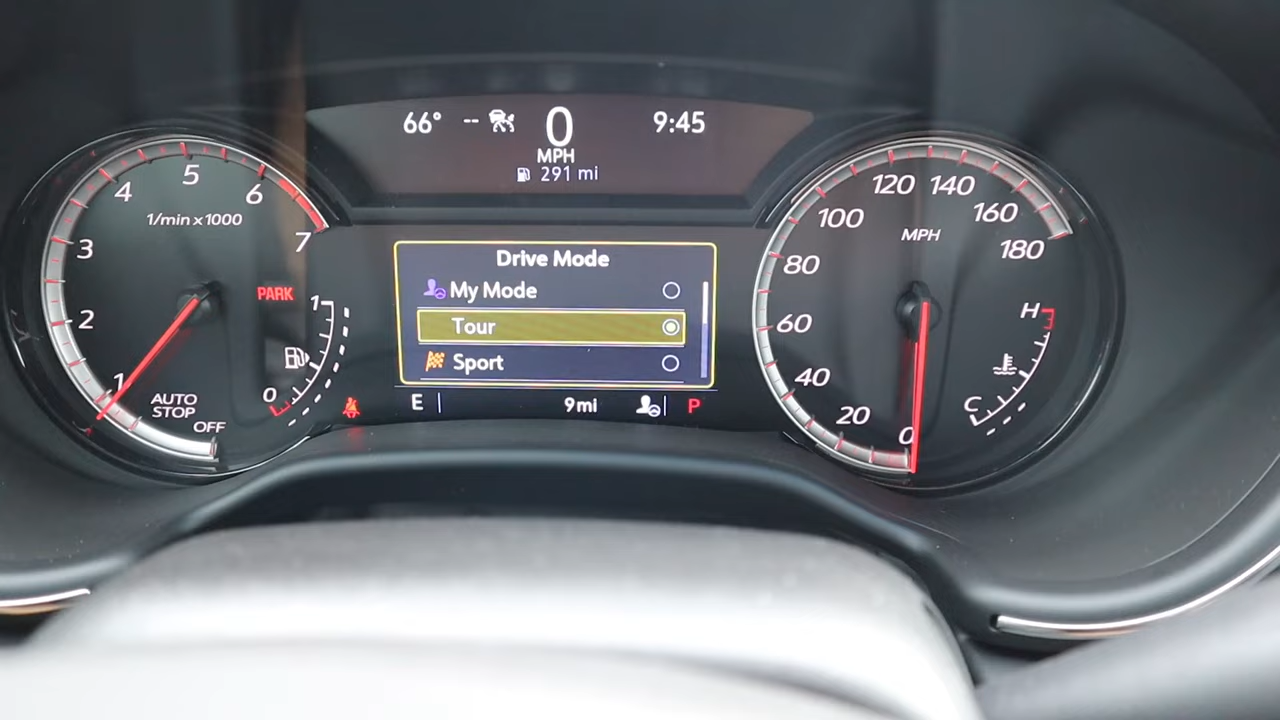 66° -- 0 9:45
MPH
291 mi
1/min x 1000
1
2
3
4
5
6
7
PARK
AUTO
STOP
OFF
1
0
Drive Mode
My Mode
Tour
Sport
E 9mi P
MPH
0
20
40
60
80
100
120
140
160
180
H
C